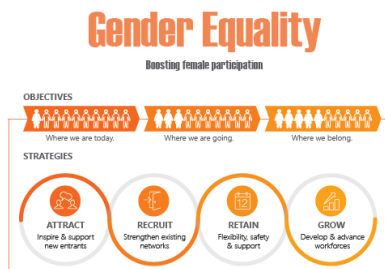 Gender Equality
Boosting female participation
OBJECTIVES
Where we are today.
Where we are going.
Where we belong.
STRATEGIES
12
ATTRACT
Inspire & support
new entrants
RECRUIT
Strengthen existing
networks
RETAIN
Flexibility, safety
& support
GROW
Develop & advance
workforces